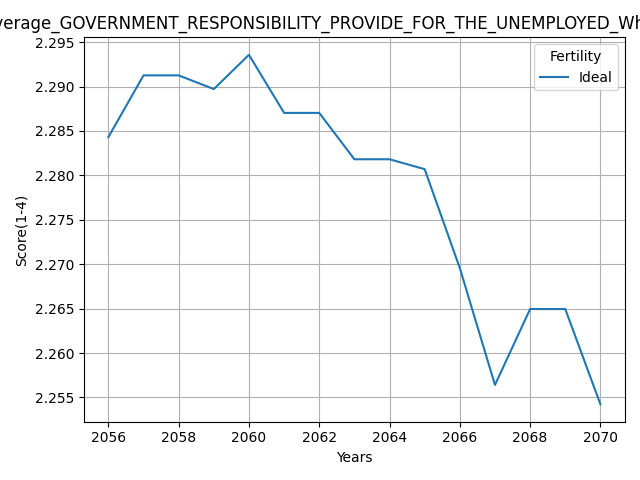 verage_GOVERNMENT_RESPONSIBILITY_PROVIDE_FOR_THE_UNEMPLOYED_Wh
Fertility
Ideal
2.295
2.290
2.285
2.280
2.275
2.270
2.265
2.260
2.255
Score(1-4)
2056 2058 2060 2062 2064 2066 2068 2070
Years